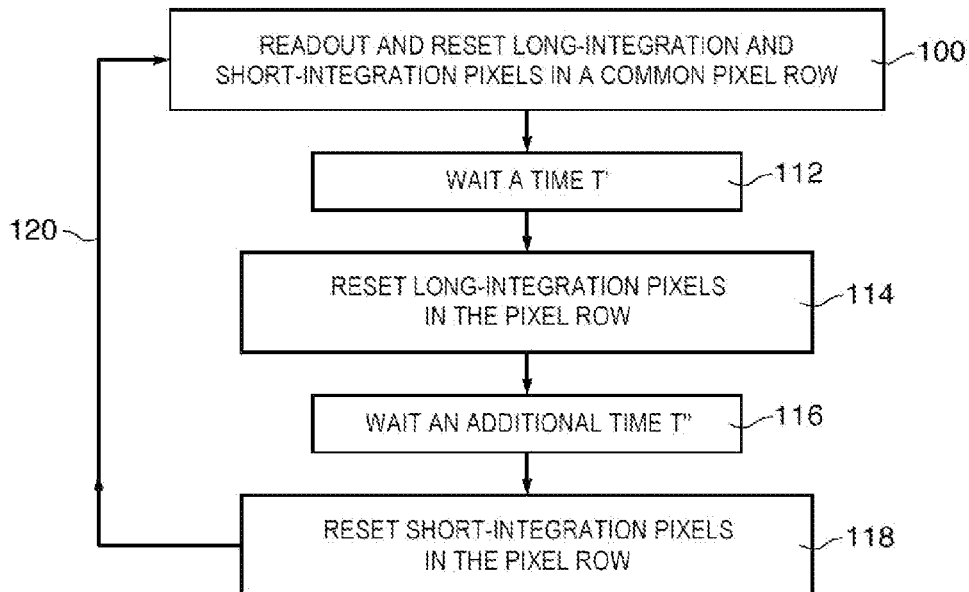 READOUT AND RESET LONG-INTEGRATION AND
SHORT-INTEGRATION PIXELS IN A COMMON PIXEL ROW
100
WAIT A TIME T'
112
120
RESET LONG-INTEGRATION PIXELS
IN THE PIXEL ROW
114
WAIT AN ADDITIONAL TIME T"
116
RESET SHORT-INTEGRATION PIXELS
IN THE PIXEL ROW
118